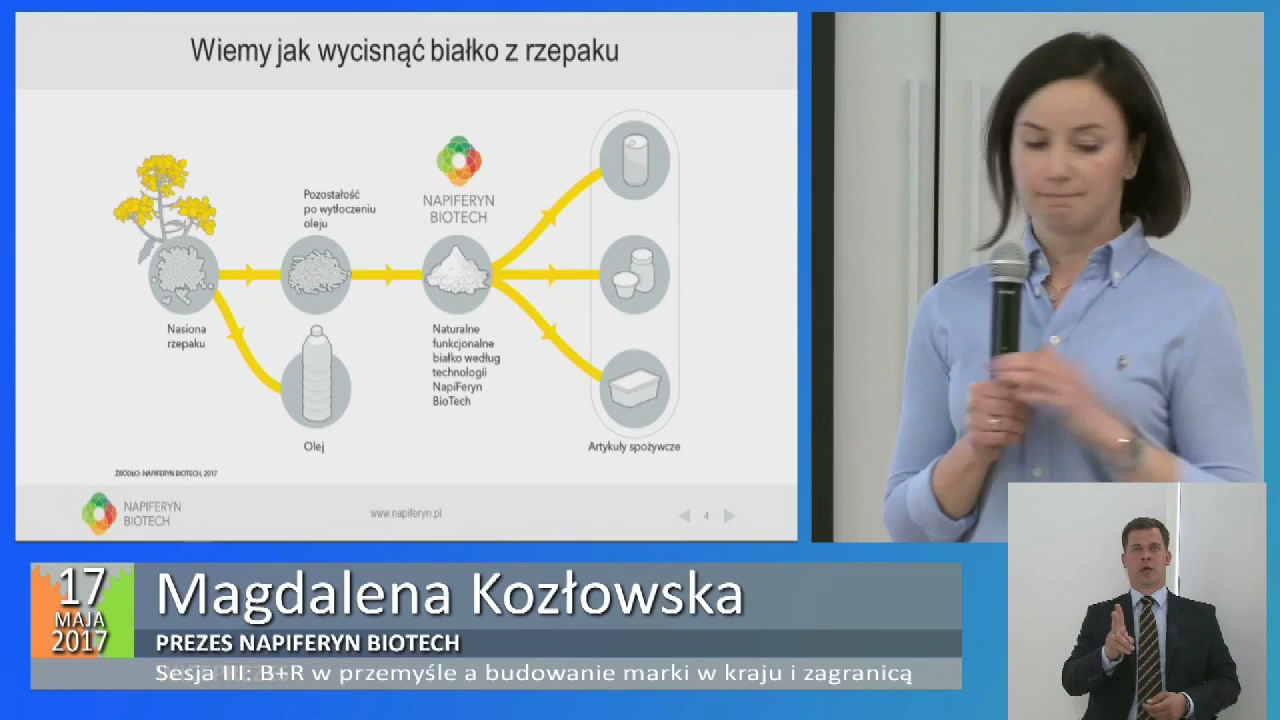 Wiemy jak wycisnąć białko z rzepaku
Pozostałość
po wytłoczeniu
oleju
NAPIFERYN
BIOTECH
Nasiona
rzepaku
Naturalne
funkcjonalne
białko według
technologii
NapiFeryn
BioTech
Olej
Artykuły spożywcze
ŹRÓDŁO: NAPIFERYN BIOTECH, 2017
NAPIFERYN
BIOTECH
www.napiferyn.pl
4
17
MAJA
2017
Magdalena Kozłowska
PREZES NAPIFERYN BIOTECH
Sesja III: B+R w przemyśle a budowanie marki w kraju i zagranicą